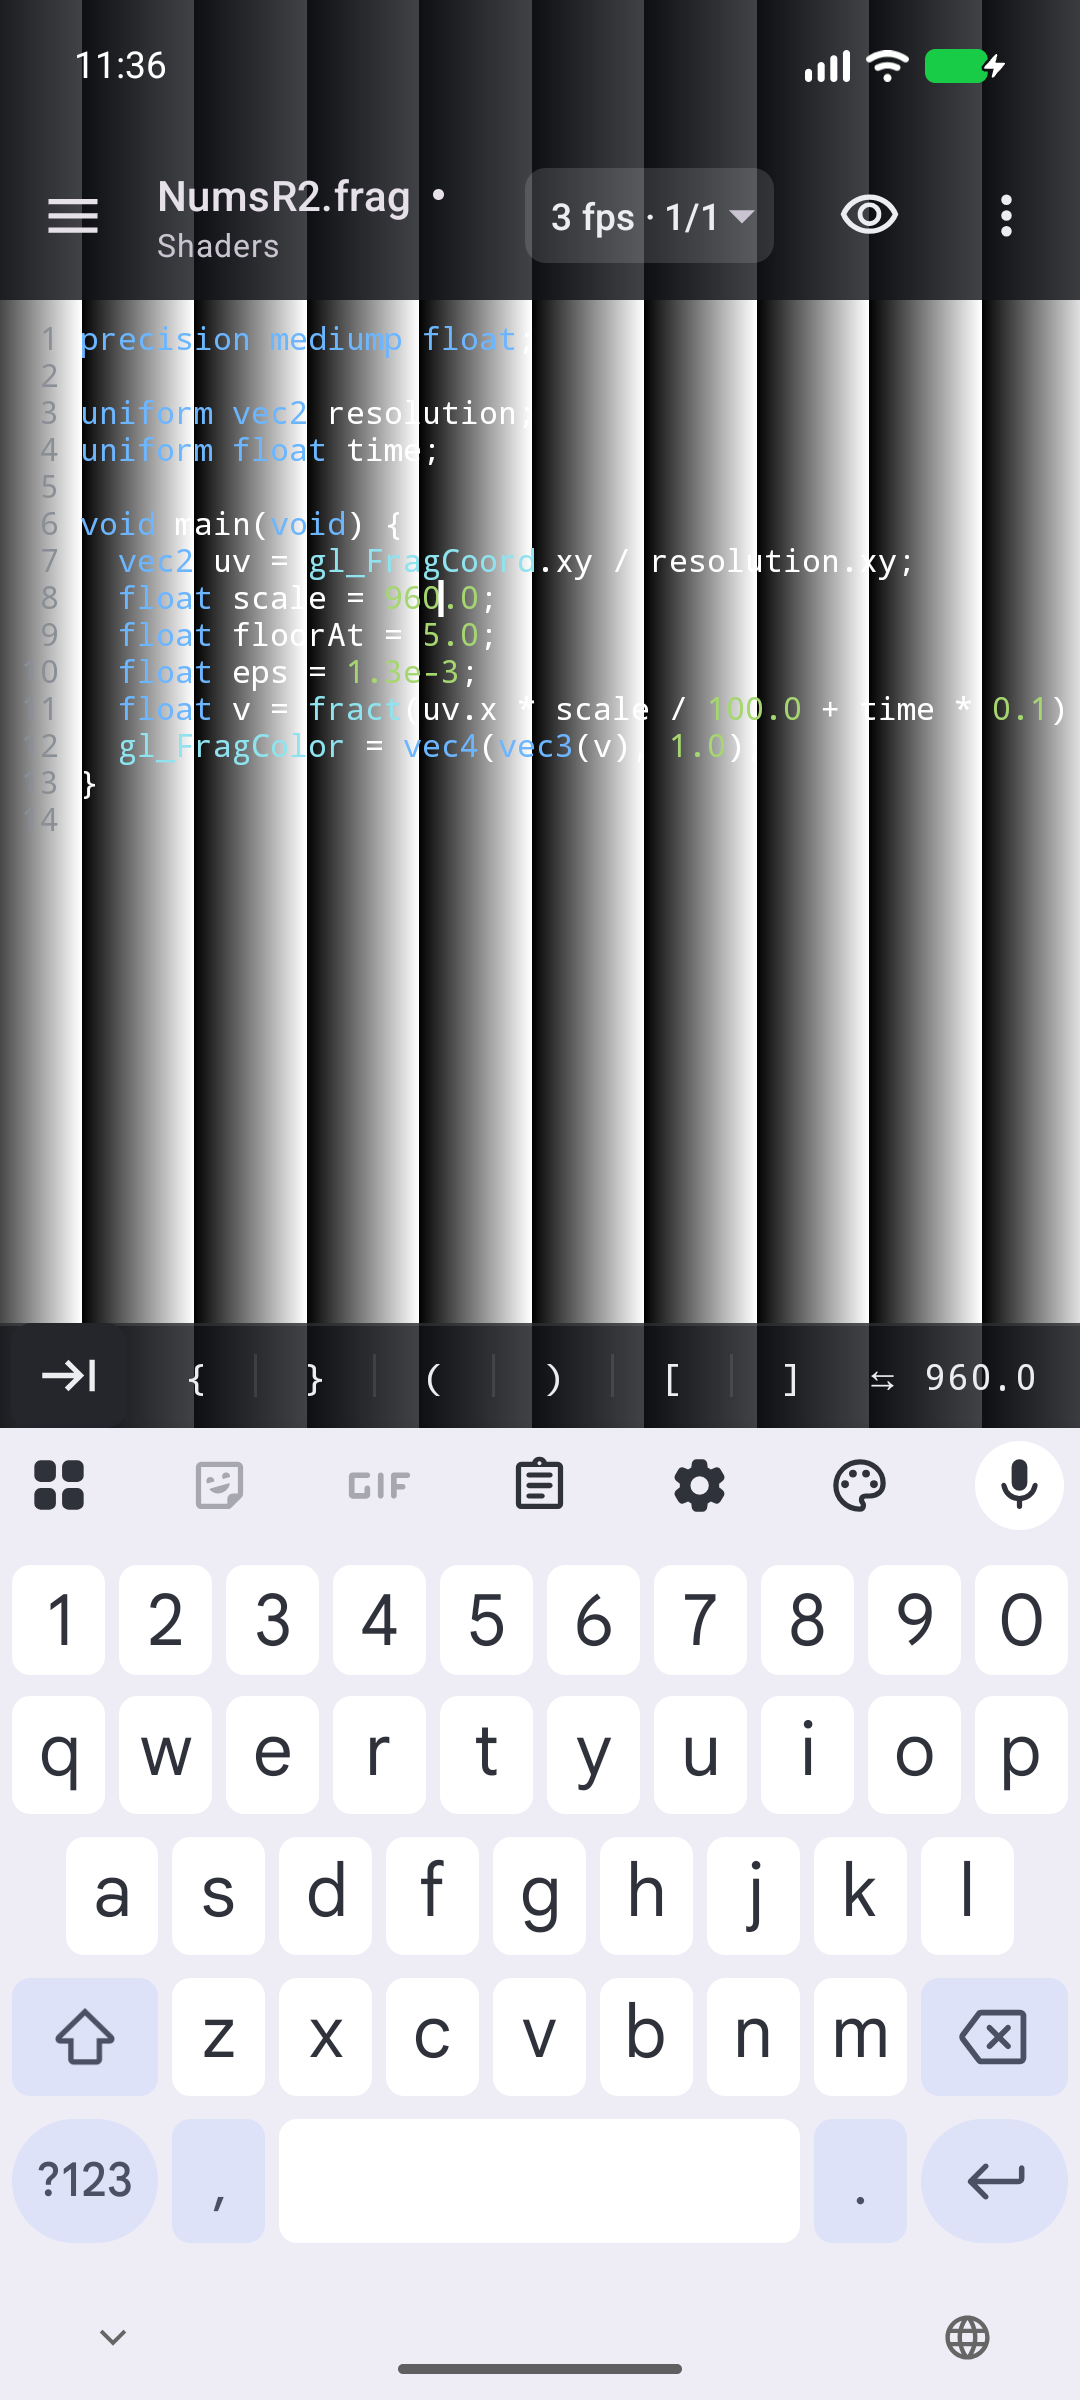 11:36
NumsR2.frag •
Shaders
3 fps · 1/1
1 precision mediump float;
2
3 uniform vec2 resolution;
4 uniform float time;
5
6 void main(void) {
7 vec2 uv = gl_FragCoord.xy / resolution.xy;
8 float scale = 960.0;
9 float floorAt = 5.0;
10 float eps = 1.3e-3;
11 float v = fract(uv.x * scale / 100.0 + time * 0.1)
12 gl_FragColor = vec4(vec3(v), 1.0)
13 }
14
{ } ( ) [ ] ⇆ 960.0
GIF
1 2 3 4 5 6 7 8 9 0
q w e r t y u i o p
a s d f g h j k l
z x c v b n m
?123 , .